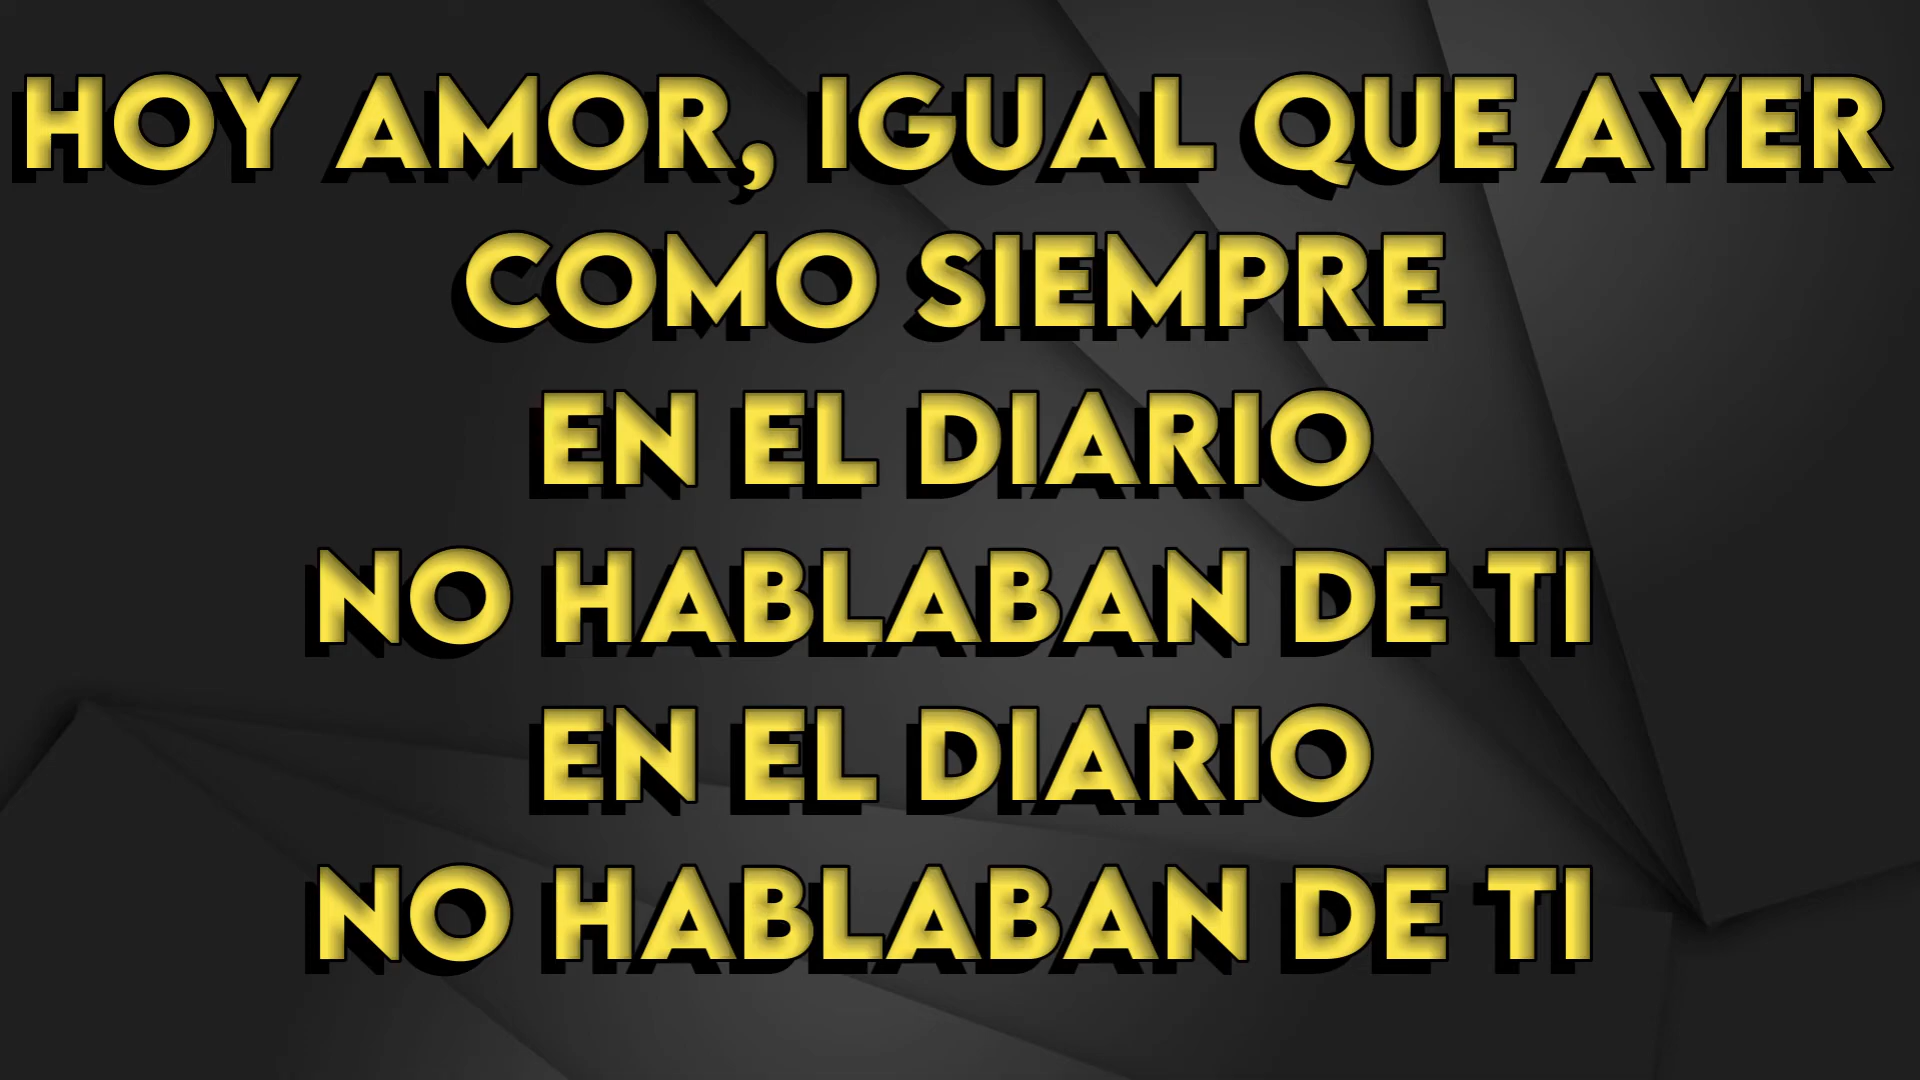 HOY AMOR, IGUAL QUE AYER
COMO SIEMPRE
EN EL DIARIO
NO HABLABAN DE TI
EN EL DIARIO
NO HABLABAN DE TI